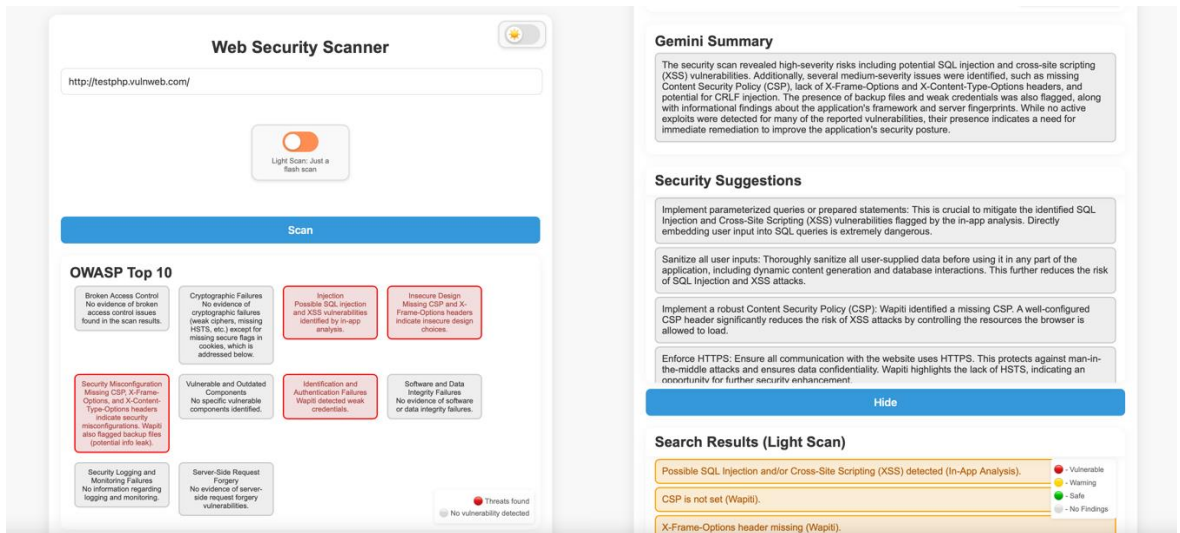 Web Security Scanner
http://testphp.vulnweb.com/
Light Scan: Just a
flash scan
Scan
OWASP Top 10
Broken Access Control
No evidence of broken
access control issues
found in the scan results.
Cryptographic Failures
No evidence of
cryptographic failures
(weak ciphers, missing
HSTS, etc.) except for
missing secure flags in
cookies, which is
addressed below.
Injection
Possible SQL injection
and XSS vulnerabilities
identified by in-app
analysis.
Insecure Design
Missing CSP and X-
Frame-Options headers
indicate insecure design
choices.
Security Misconfiguration
Missing CSP, X-Frame-
Options, and X-Content-
Type-Options headers
indicate security
misconfigurations. Wapiti
also flagged backup files
(potential info leak).
Vulnerable and Outdated
Components
No specific vulnerable
components identified.
Identification and
Authentication Failures
Wapiti detected weak
credentials.
Software and Data
Integrity Failures
No evidence of software
or data integrity failures.
Security Logging and
Monitoring Failures
No information regarding
logging and monitoring.
Server-Side Request
Forgery
No evidence of server-
side request forgery
vulnerabilities.
Threats found
No vulnerability detected
Gemini Summary
The security scan revealed high-severity risks including potential SQL injection and cross-site scripting
(XSS) vulnerabilities. Additionally, several medium-severity issues were identified, such as missing
Content Security Policy (CSP), lack of X-Frame-Options and X-Content-Type-Options headers, and
potential for CRLF injection. The presence of backup files and weak credentials was also flagged, along
with informational findings about the application's framework and server fingerprints. While no active
exploits were detected for many of the reported vulnerabilities, their presence indicates a need for
immediate remediation to improve the application's security posture.
Security Suggestions
Implement parameterized queries or prepared statements: This is crucial to mitigate the identified SQL
Injection and Cross-Site Scripting (XSS) vulnerabilities flagged by the in-app analysis. Directly
embedding user input into SQL queries is extremely dangerous.
Sanitize all user inputs: Thoroughly sanitize all user-supplied data before using it in any part of the
application, including dynamic content generation and database interactions. This further reduces the risk
of SQL Injection and XSS attacks.
Implement a robust Content Security Policy (CSP): Wapiti identified a missing CSP. A well-configured
CSP header significantly reduces the risk of XSS attacks by controlling the resources the browser is
allowed to load.
Enforce HTTPS: Ensure all communication with the website uses HTTPS. This protects against man-in-
the-middle attacks and ensures data confidentiality. Wapiti highlights the lack of HSTS, indicating an
opportunity for further security enhancement.
Hide
Search Results (Light Scan)
Possible SQL Injection and/or Cross-Site Scripting (XSS) detected (In-App Analysis).
CSP is not set (Wapiti).
X-Frame-Options header missing (Wapiti).
- Vulnerable
- Warning
- Safe
- No Findings